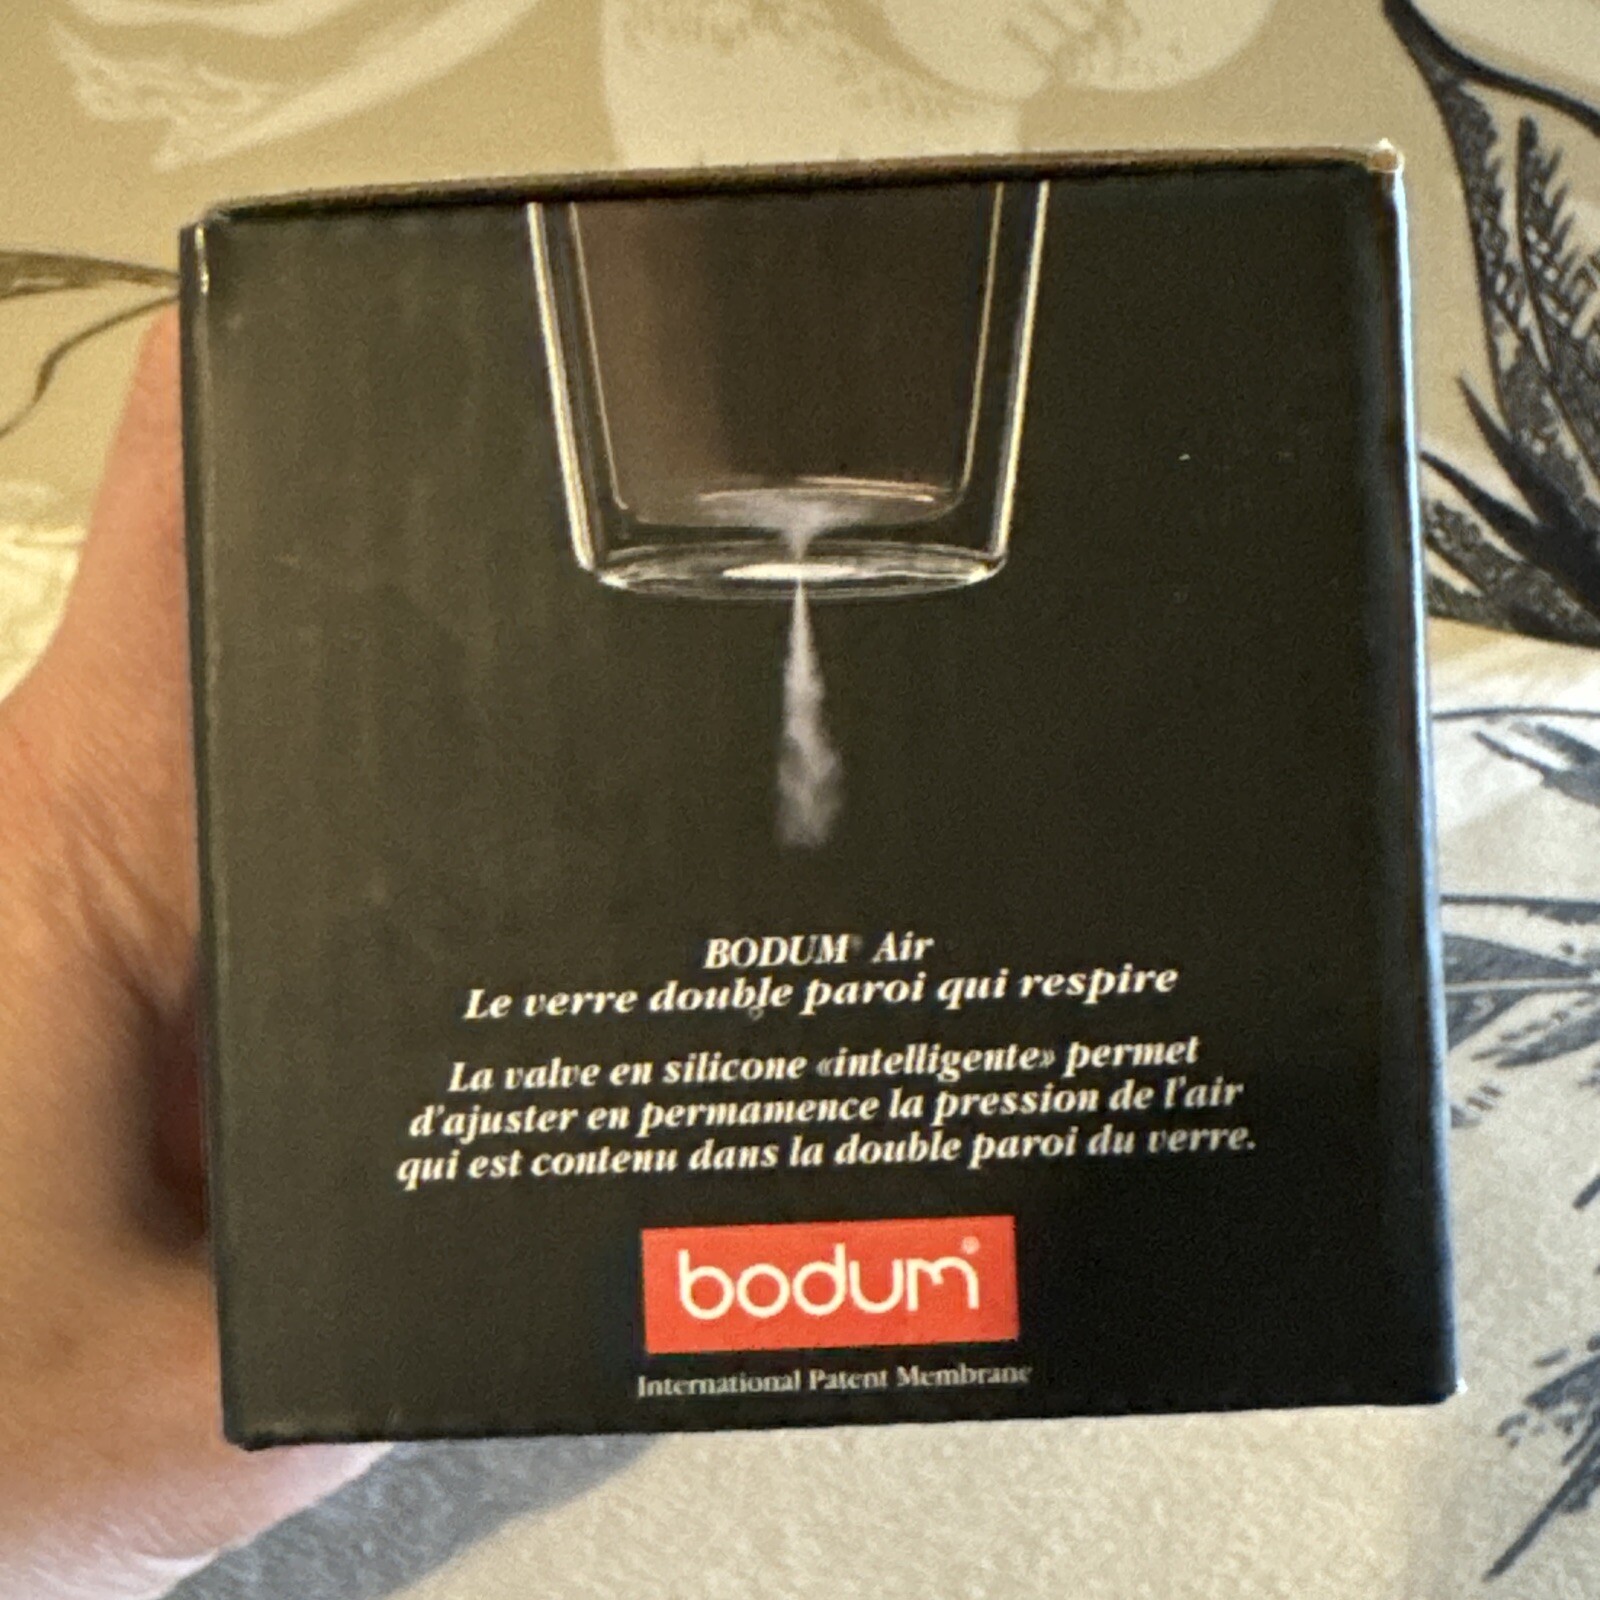 BODUM® Air
Le verre double paroi qui respire
La valve en silicone «intelligente» permet
d'ajuster en permamence la pression de l'air
qui est contenu dans la double paroi du verre.
bodum®
International Patent Membrane